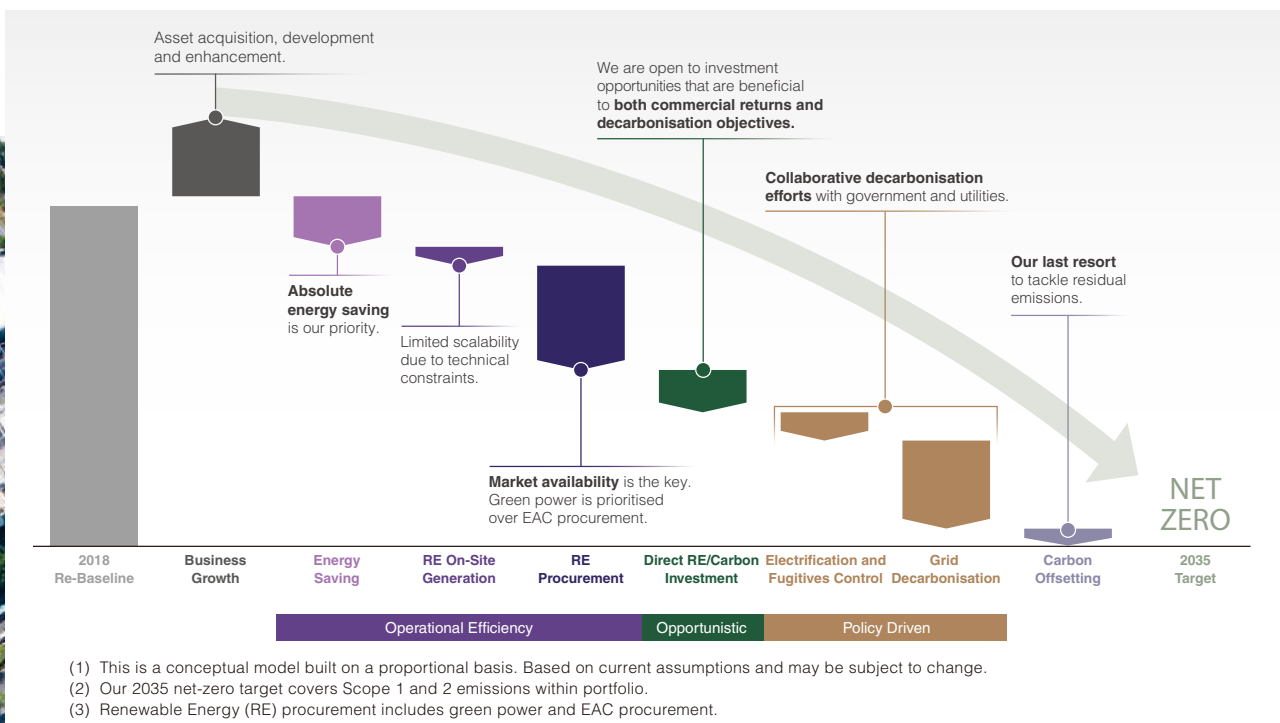 Asset acquisition, development
and enhancement.
We are open to investment
opportunities that are beneficial
to both commercial returns and
decarbonisation objectives.
Collaborative decarbonisation
efforts with government and utilities.
Our last resort
to tackle residual
emissions.
Absolute
energy saving
is our priority.
Limited scalability
due to technical
constraints.
Market availability is the key.
Green power is prioritised
over EAC procurement.
NET
ZERO
2018
Re-Baseline
Business
Growth
Energy
Saving
RE On-Site
Generation
RE
Procurement
Direct RE/Carbon
Investment
Electrification and
Fugitives Control
Grid
Decarbonisation
Carbon
Offsetting
2035
Target
Operational Efficiency
Opportunistic
Policy Driven
(1) This is a conceptual model built on a proportional basis. Based on current assumptions and may be subject to change.
(2) Our 2035 net-zero target covers Scope 1 and 2 emissions within portfolio.
(3) Renewable Energy (RE) procurement includes green power and EAC procurement.